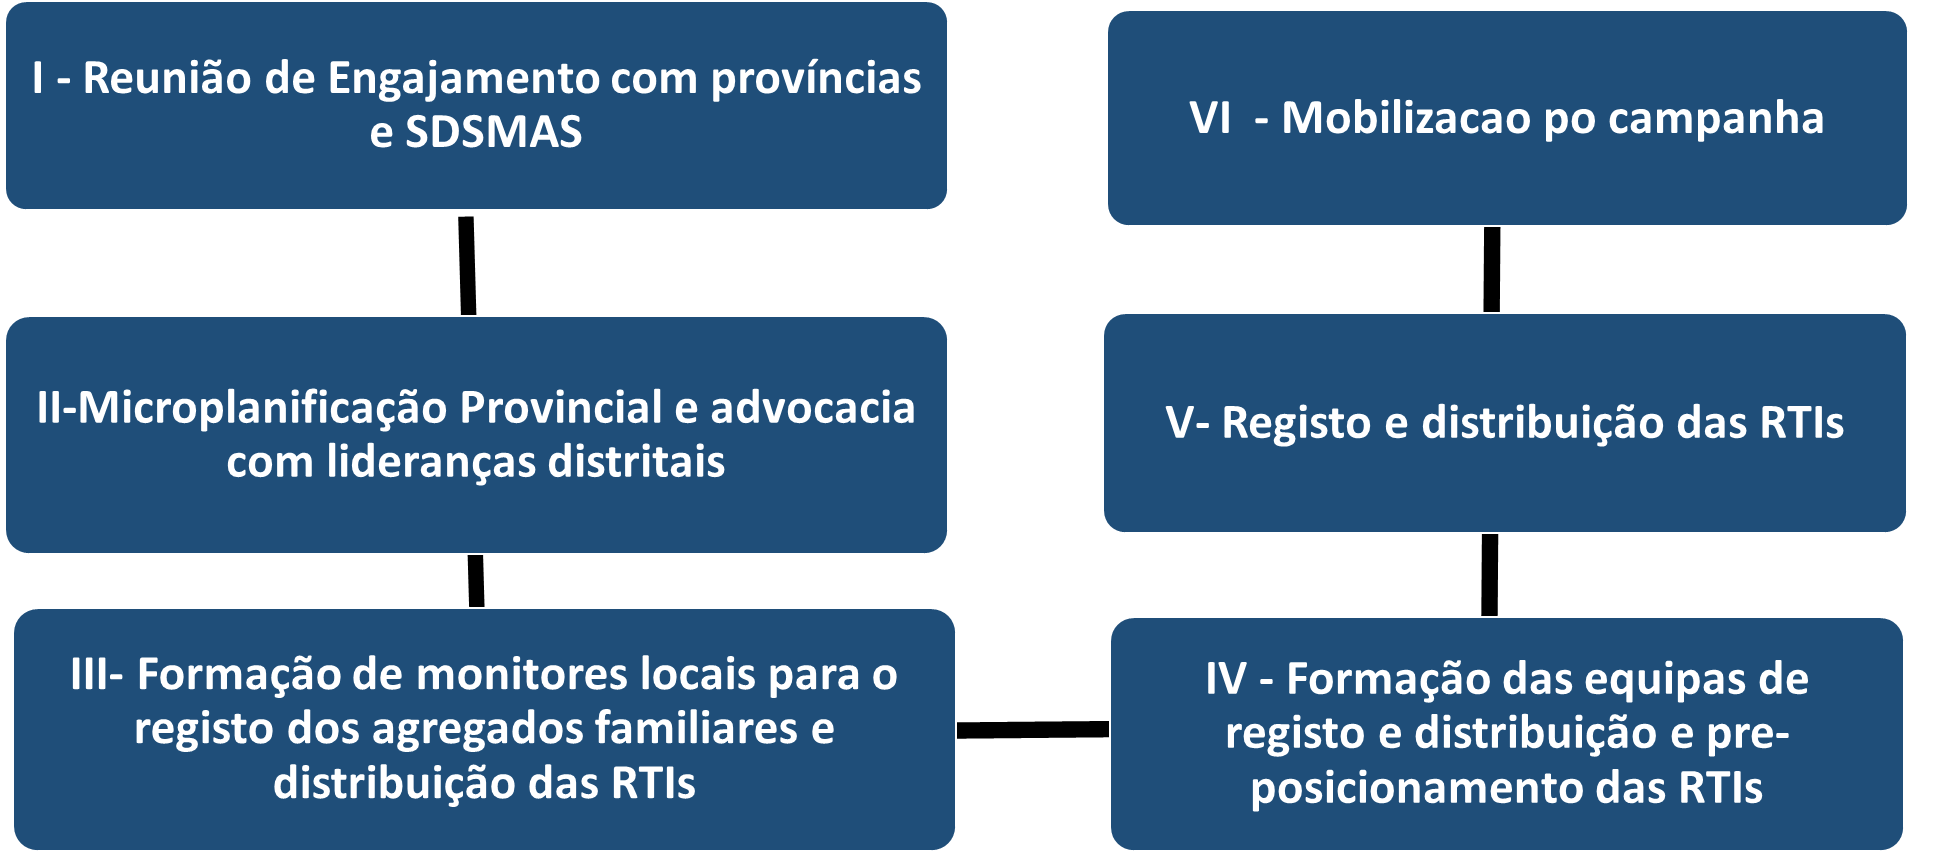 I - Reunião de Engajamento com províncias
e SDSMAS
II-Microplanificação Provincial e advocacia
com lideranças distritais
III- Formação de monitores locais para o
registo dos agregados familiares e
distribuição das RTIs
IV - Formação das equipas de
registo e distribuição e pre-
posicionamento das RTIs
V- Registo e distribuição das RTIs
VI  - Mobilizacao po campanha